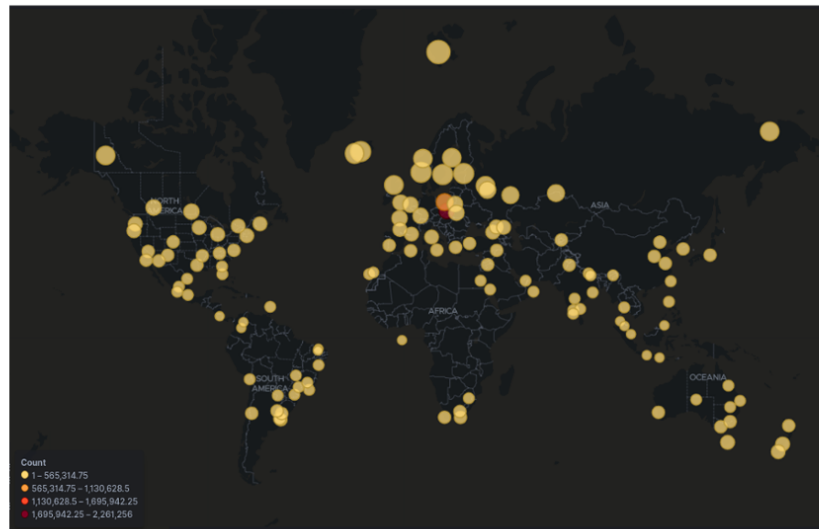 NORTH
AMERICA
ASIA
AFRICA
SOUTH
AMERICA
OCEANIA
Count
1 – 565,314.75
565,314.75 – 1,130,628.5
1,130,628.5 – 1,695,942.25
1,695,942.25 – 2,261,256